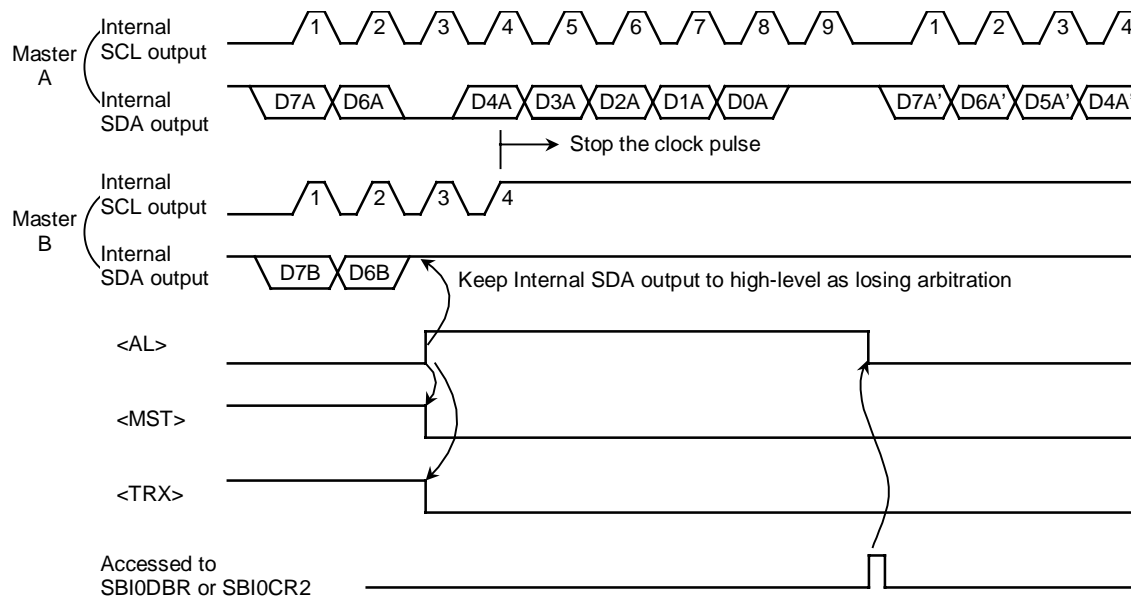 Master A
Internal SCL output
1 2 3 4 5 6 7 8 9 1 2 3 4
Internal SDA output
D7A D6A D4A D3A D2A D1A D0A D7A' D6A' D5A' D4A'
Stop the clock pulse
Master B
Internal SCL output
1 2 3 4
Internal SDA output
D7B D6B
Keep Internal SDA output to high-level as losing arbitration
<AL>
<MST>
<TRX>
Accessed to
SBI0DBR or SBI0CR2